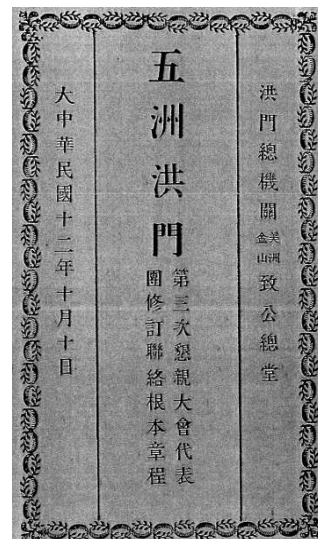 洪門總機關美洲金山致公總堂
五洲洪門
第三次懇親大會代表
團修訂聯絡根本章程
大中華民國十二年十月十日